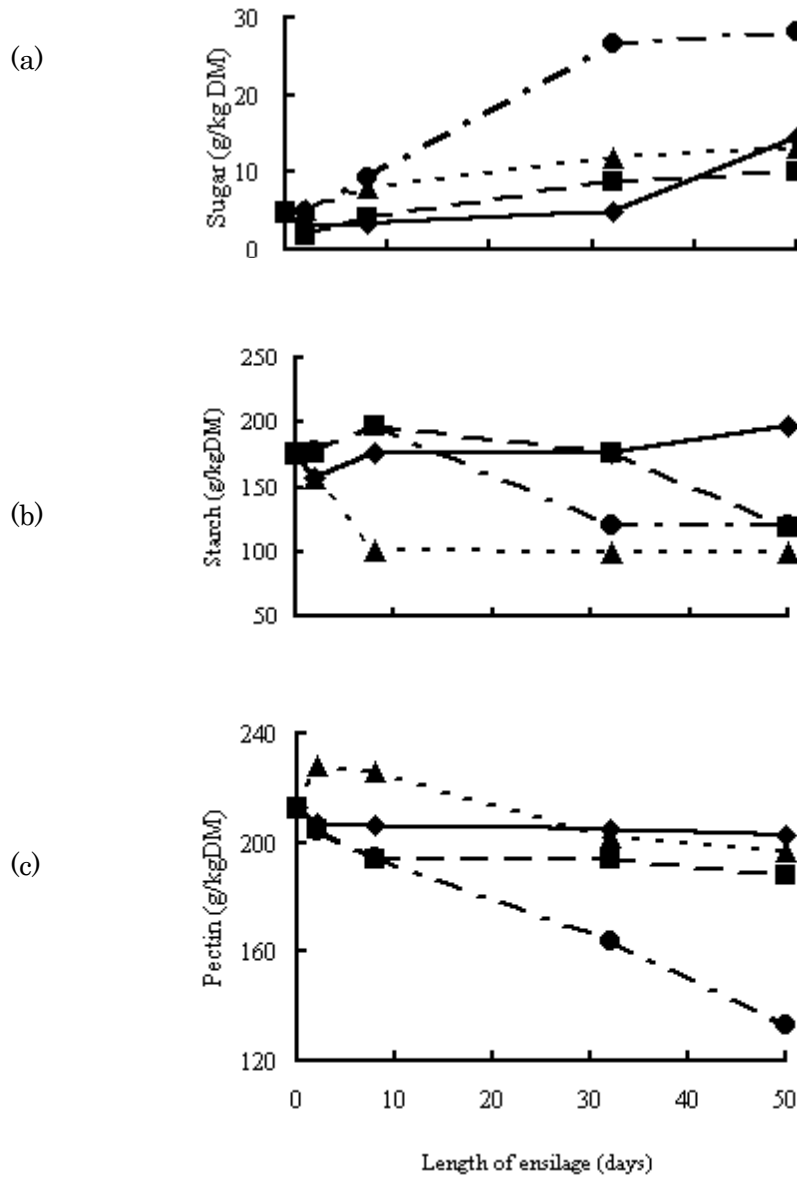 (a)
Sugar (g/kg DM)
30
20
10
0
(b)
Starch (g/kgDM)
250
200
150
100
50
(c)
Pectin (g/kgDM)
240
200
160
120
0 10 20 30 40 50
Length of ensilage (days)